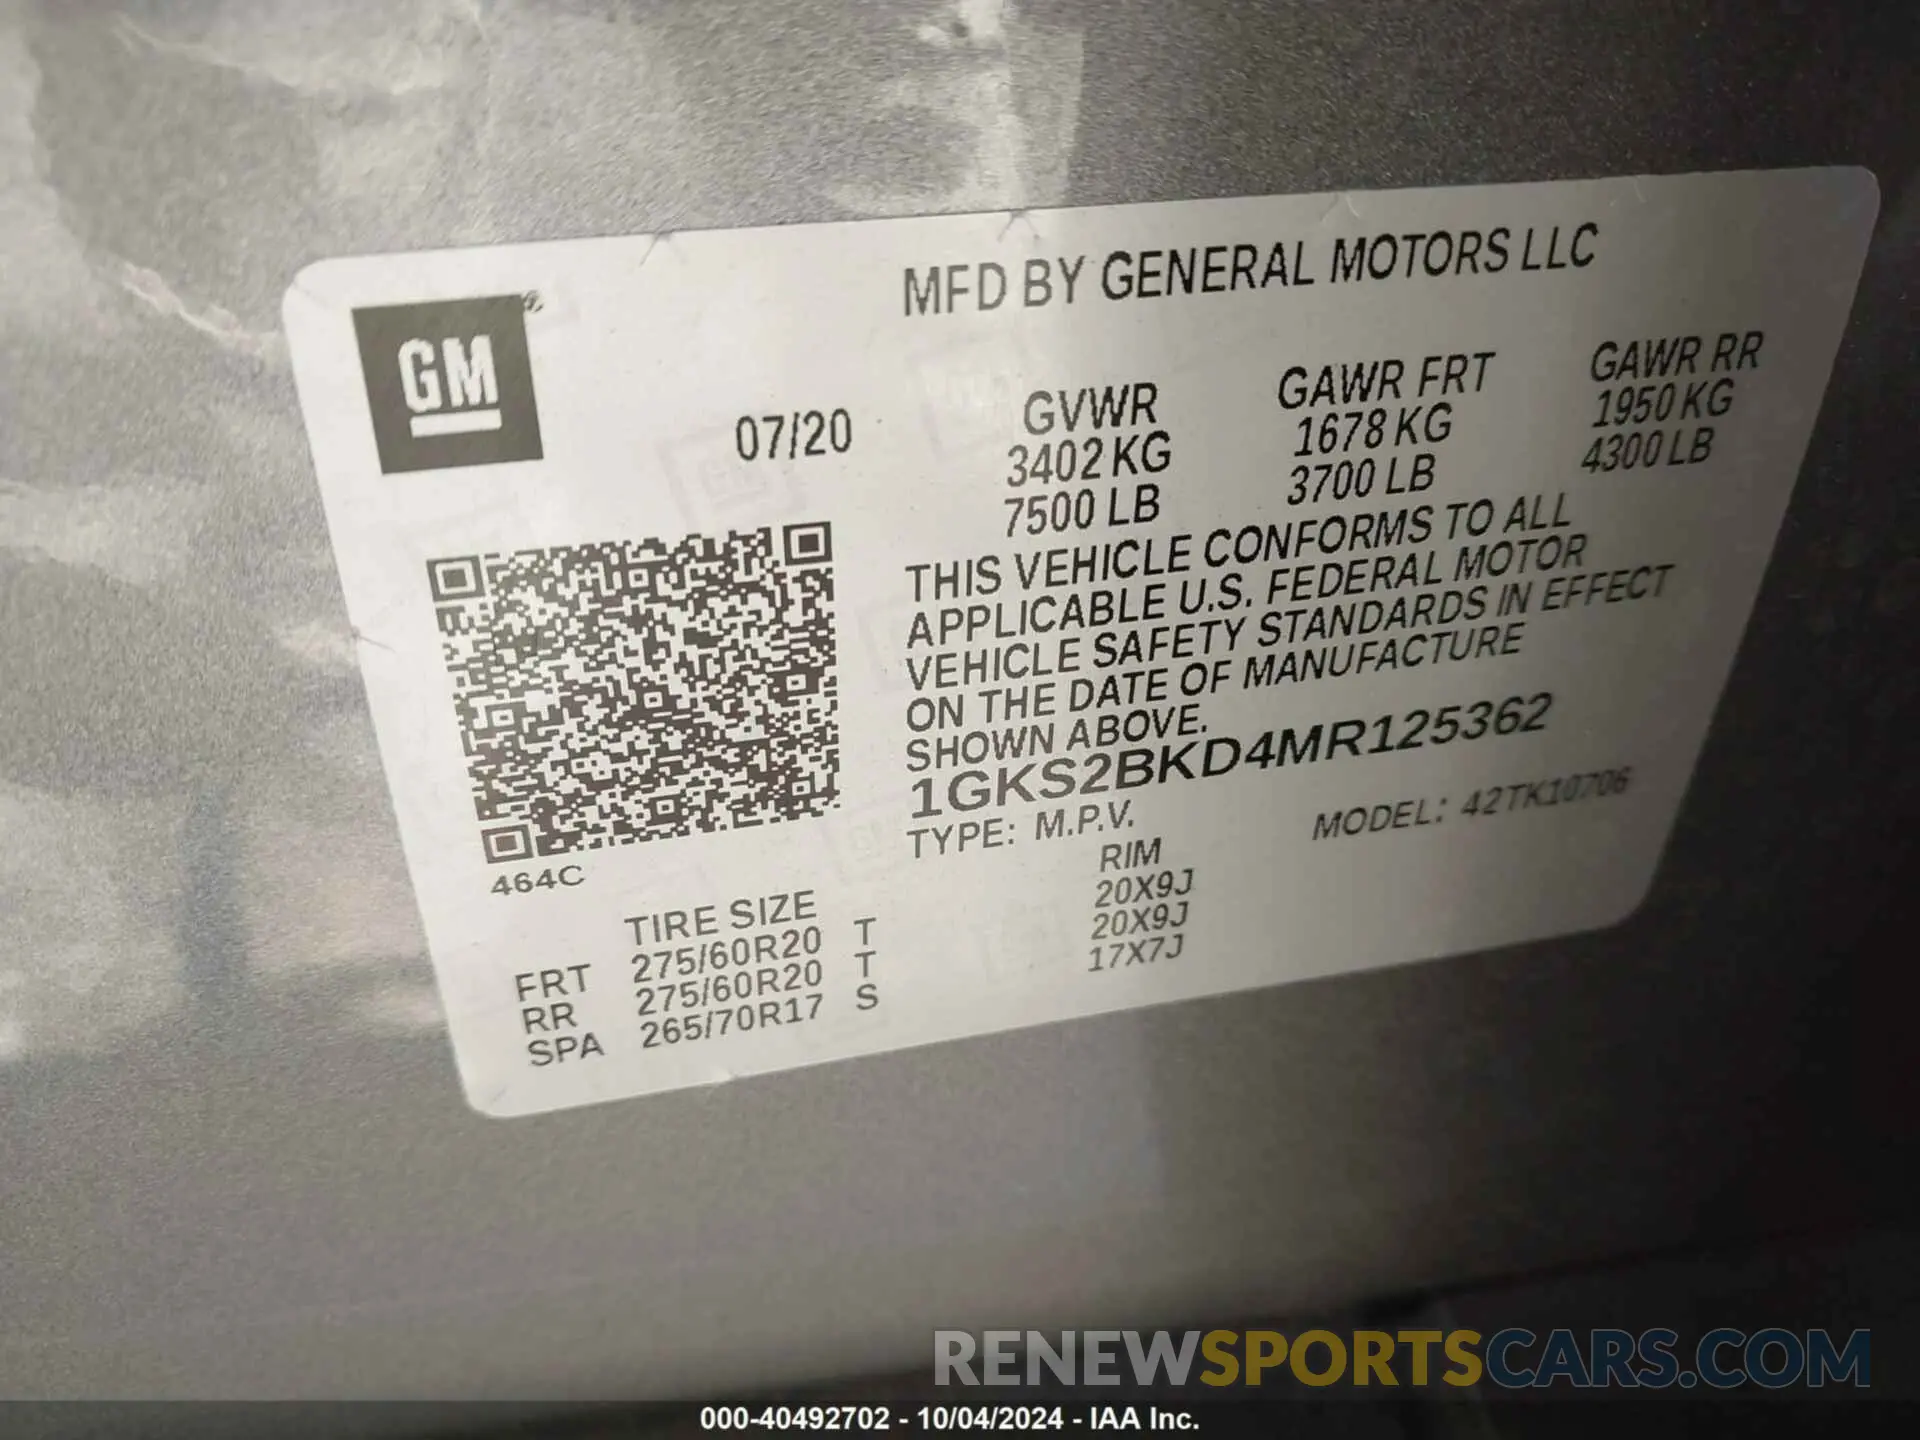 MFD BY GENERAL MOTORS LLC
GM®
07/20
GVWR GAWR FRT GAWR RR
3402 KG 1678 KG 1950 KG
7500 LB 3700 LB 4300 LB
THIS VEHICLE CONFORMS TO ALL
APPLICABLE U.S. FEDERAL MOTOR
VEHICLE SAFETY STANDARDS IN EFFECT
ON THE DATE OF MANUFACTURE
SHOWN ABOVE.
1GKS2BKD4MR125362
TYPE: M.P.V. MODEL: 42TK10706
464C
TIRE SIZE RIM
FRT 275/60R20 T 20X9J
RR 275/60R20 T 20X9J
SPA 265/70R17 S 17X7J
RENEWSPORTSCARS.COM
000-40492702 - 10/04/2024 - IAA Inc.